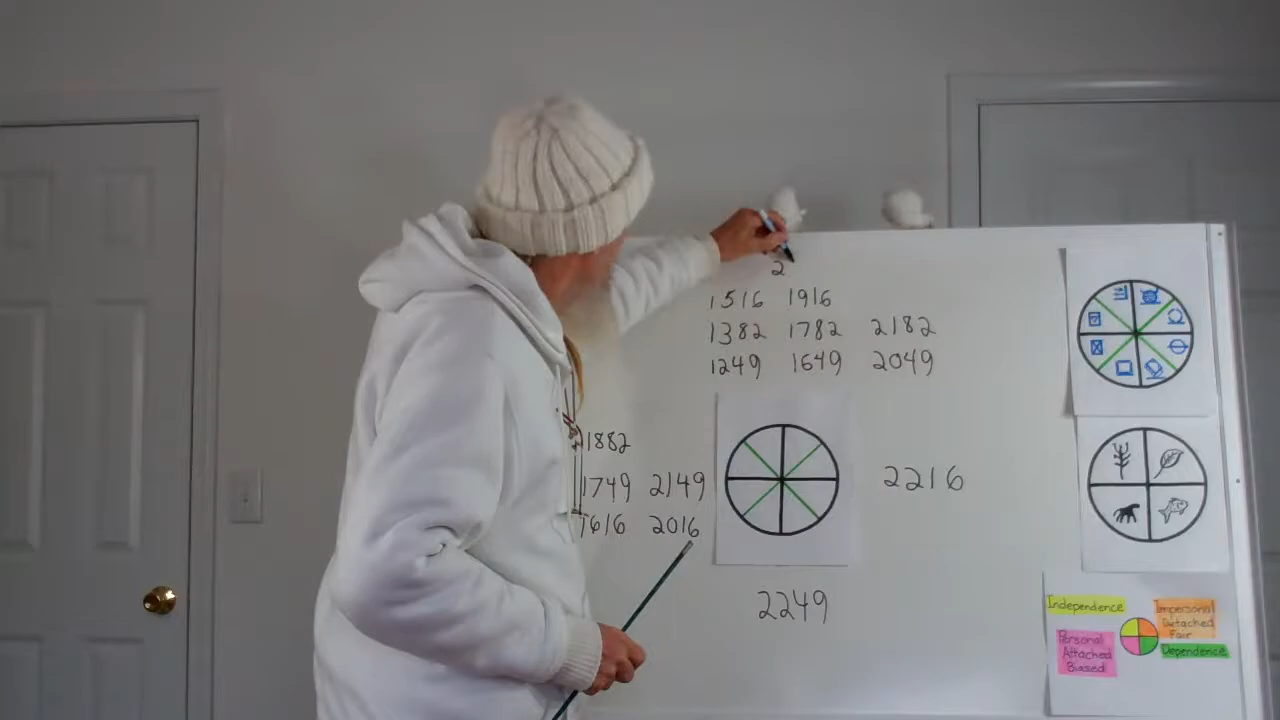 2
1516 1916
1382 1782 2182
1249 1649 2049
1882
1749 2149
1616 2016
2216
2249
Independence
Impersonal
Detached
Fair
Personal
Attached
Biased
Dependence